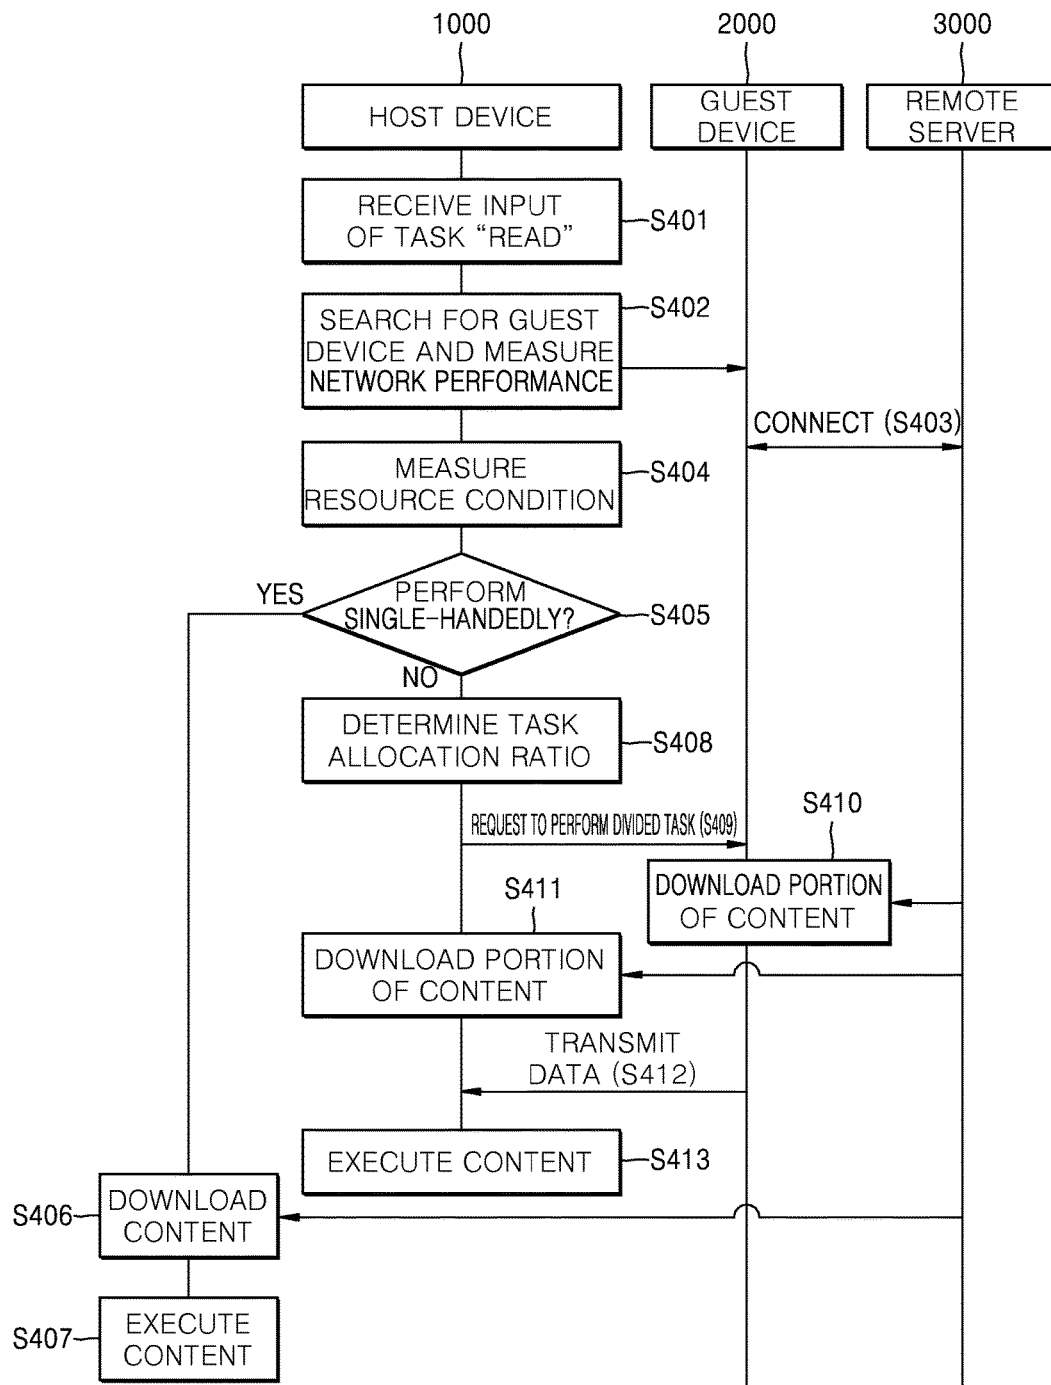 1000
2000
3000
HOST DEVICE
GUEST
DEVICE
REMOTE
SERVER
RECEIVE INPUT
OF TASK “READ”
S401
SEARCH FOR GUEST
DEVICE AND MEASURE
NETWORK PERFORMANCE
S402
CONNECT (S403)
MEASURE
RESOURCE CONDITION
S404
YES
PERFORM
SINGLE-HANDEDLY?
S405
NO
DETERMINE TASK
ALLOCATION RATIO
S408
REQUEST TO PERFORM DIVIDED TASK (S409)
S410
DOWNLOAD PORTION
OF CONTENT
S411
DOWNLOAD PORTION
OF CONTENT
TRANSMIT
DATA (S412)
EXECUTE CONTENT
S413
S406
DOWNLOAD
CONTENT
S407
EXECUTE
CONTENT